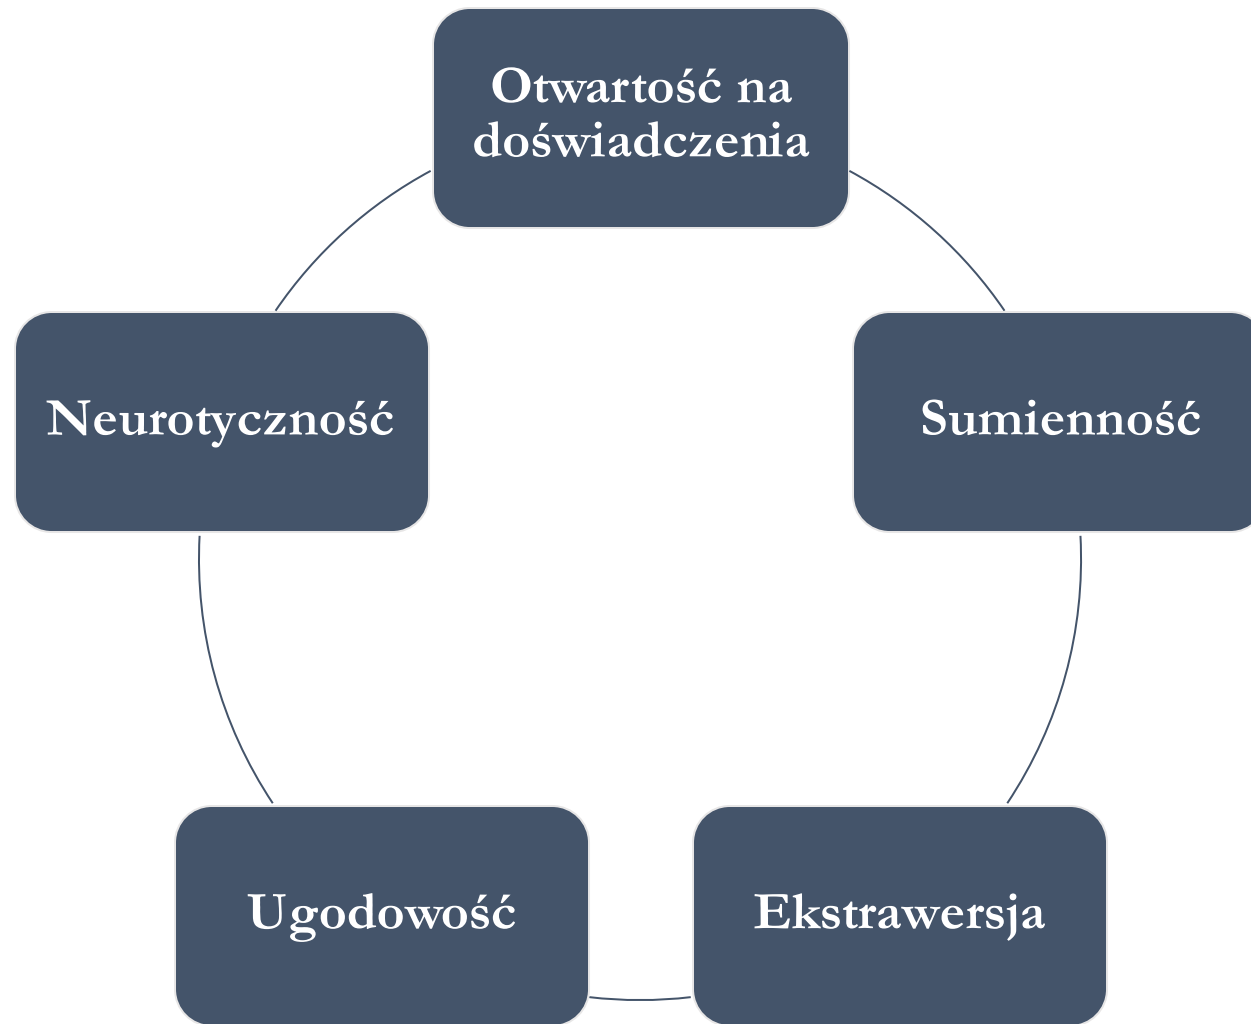 Otwartość na
doświadczenia
Neurotyczność
Sumienność
Ugodowość
Ekstrawersja